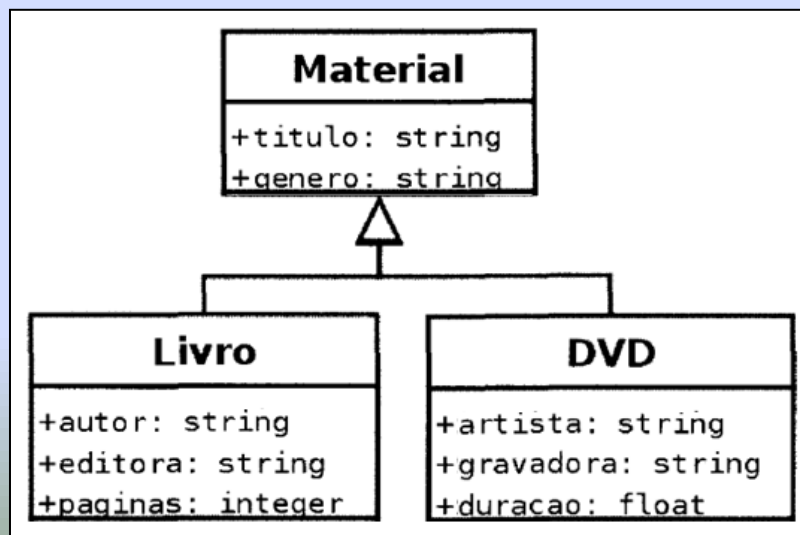 Material
+titulo: string
+genero: string
Livro
+autor: string
+editora: string
+paginas: integer
DVD
+artista: string
+gravadora: string
+duracao: float